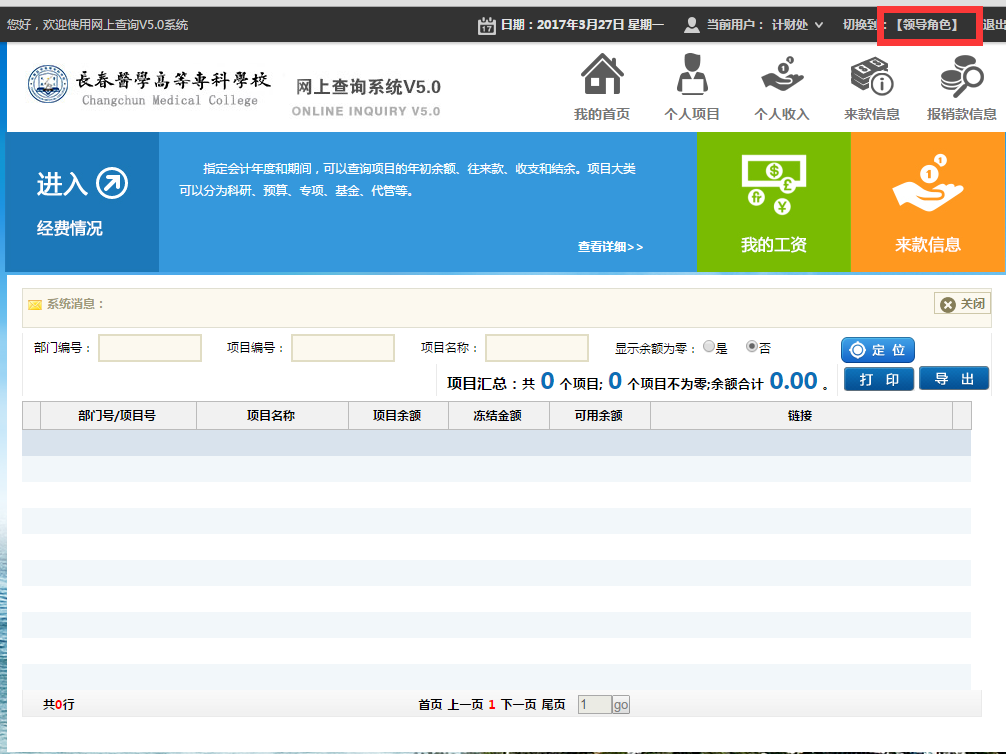 您好，欢迎使用网上查询V5.0系统
日期：2017年3月27日 星期一 当前用户： 计划处 切换到：【领导角色】 退出
長春醫學高等專科學校
Changchun Medical College
网上查询系统V5.0
ONLINE INQUIRY V5.0
我的首页 个人项目 个人收入 来款信息 报销款信息
进入
经费情况
指定会计年度和期间，可以查询项目的年初余额、往来款、收支和结余。项目大类
可以分为科研、预算、专项、基金、代管等。
查看详细>>
我的工资
来款信息
系统消息：
关闭
部门编号： 项目编号： 项目名称： 显示余额为零： 是 否
定 位
项目汇总：共 0 个项目; 0 个项目不为零;余额合计 0.00 。
打 印 导 出
部门号/项目号 项目名称 项目余额 冻结金额 可用余额 链接
共0行 首页 上一页 1 下一页 尾页 1 go